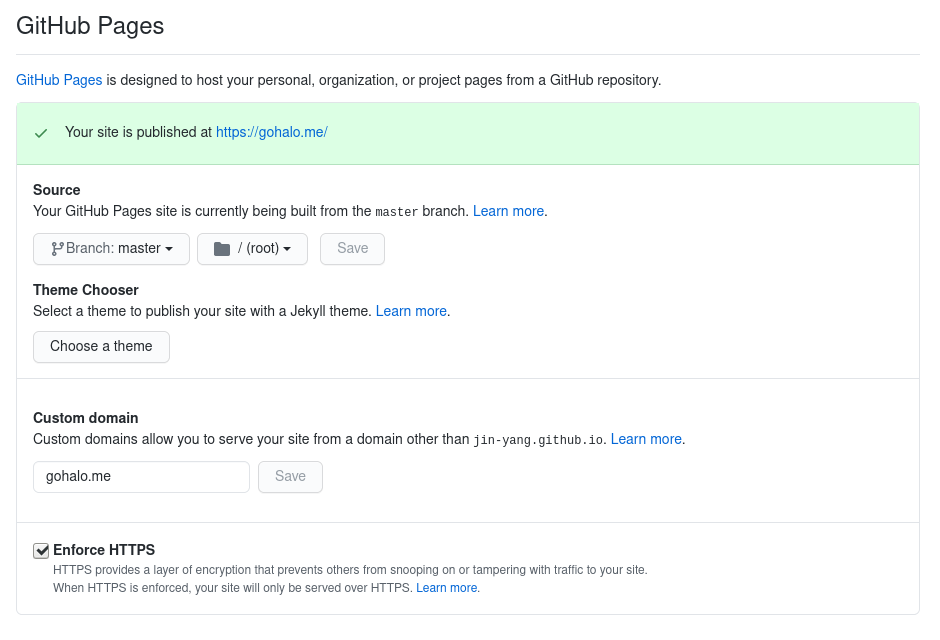 GitHub Pages
GitHub Pages is designed to host your personal, organization, or project pages from a GitHub repository.
Your site is published at https://gohalo.me/
Source
Your GitHub Pages site is currently being built from the master branch. Learn more.
Branch: master / (root) Save
Theme Chooser
Select a theme to publish your site with a Jekyll theme. Learn more.
Choose a theme
Custom domain
Custom domains allow you to serve your site from a domain other than jin-yang.github.io. Learn more.
gohalo.me Save
Enforce HTTPS
HTTPS provides a layer of encryption that prevents others from snooping on or tampering with traffic to your site.
When HTTPS is enforced, your site will only be served over HTTPS. Learn more.